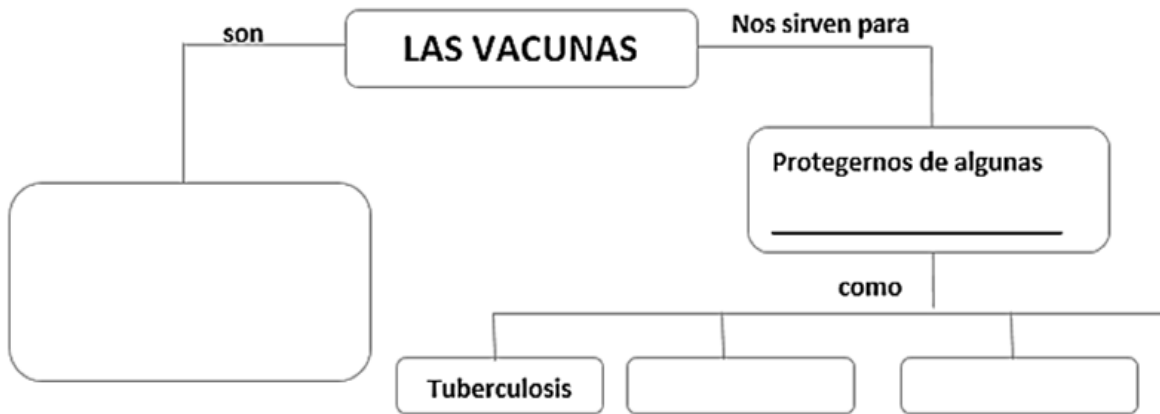 son
LAS VACUNAS
Nos sirven para
Protegernos de algunas
como
Tuberculosis